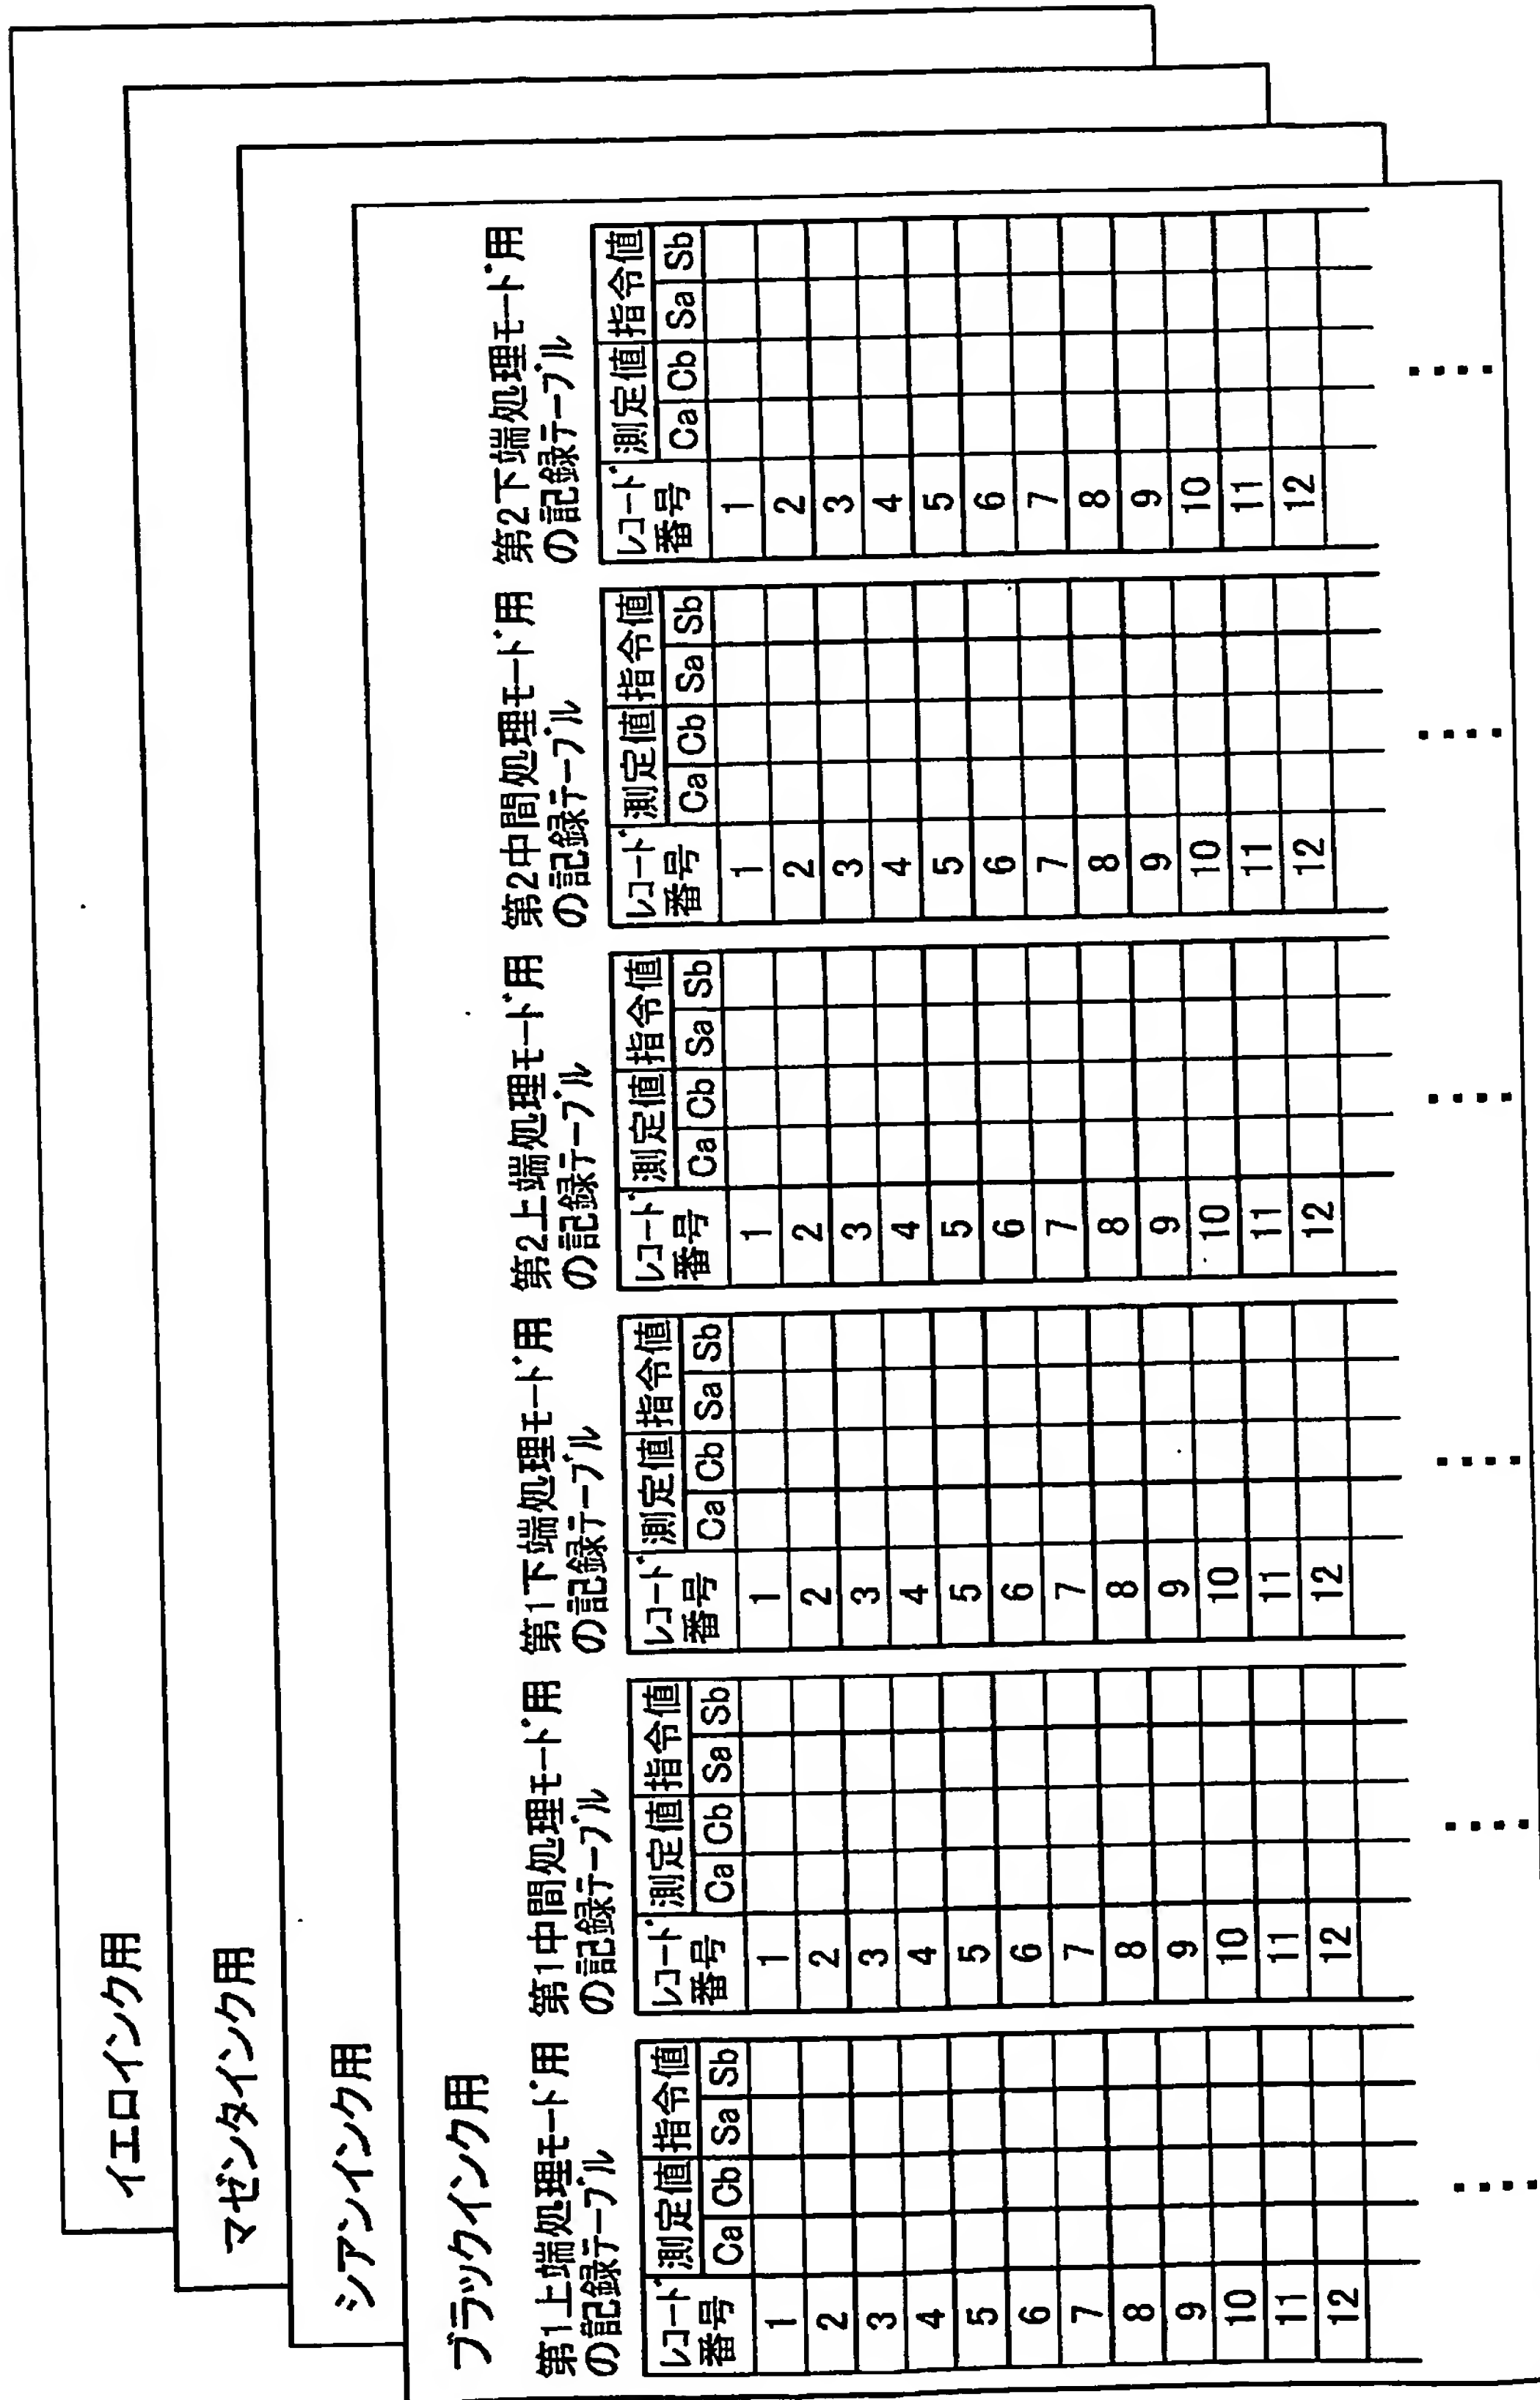 イエロインク用
マゼンタインク用
シアンインク用
ブラックインク用
第1上端処理モード用
の記録テーブル
レコード
番号
測定値 指令値
Ca Cb Sa Sb
1
2
3
4
5
6
7
8
9
10
11
12
....
第1中間処理モード用
の記録テーブル
レコード
番号
測定値 指令値
Ca Cb Sa Sb
1
2
3
4
5
6
7
8
9
10
11
12
....
第1下端処理モード用
の記録テーブル
レコード
番号
測定値 指令値
Ca Cb Sa Sb
1
2
3
4
5
6
7
8
9
10
11
12
....
第2上端処理モード用
の記録テーブル
レコード
番号
測定値 指令値
Ca Cb Sa Sb
1
2
3
4
5
6
7
8
9
10
11
12
....
第2中間処理モード用
の記録テーブル
レコード
番号
測定値 指令値
Ca Cb Sa Sb
1
2
3
4
5
6
7
8
9
10
11
12
....
第2下端処理モード用
の記録テーブル
レコード
番号
測定値 指令値
Ca Cb Sa Sb
1
2
3
4
5
6
7
8
9
10
11
12
....